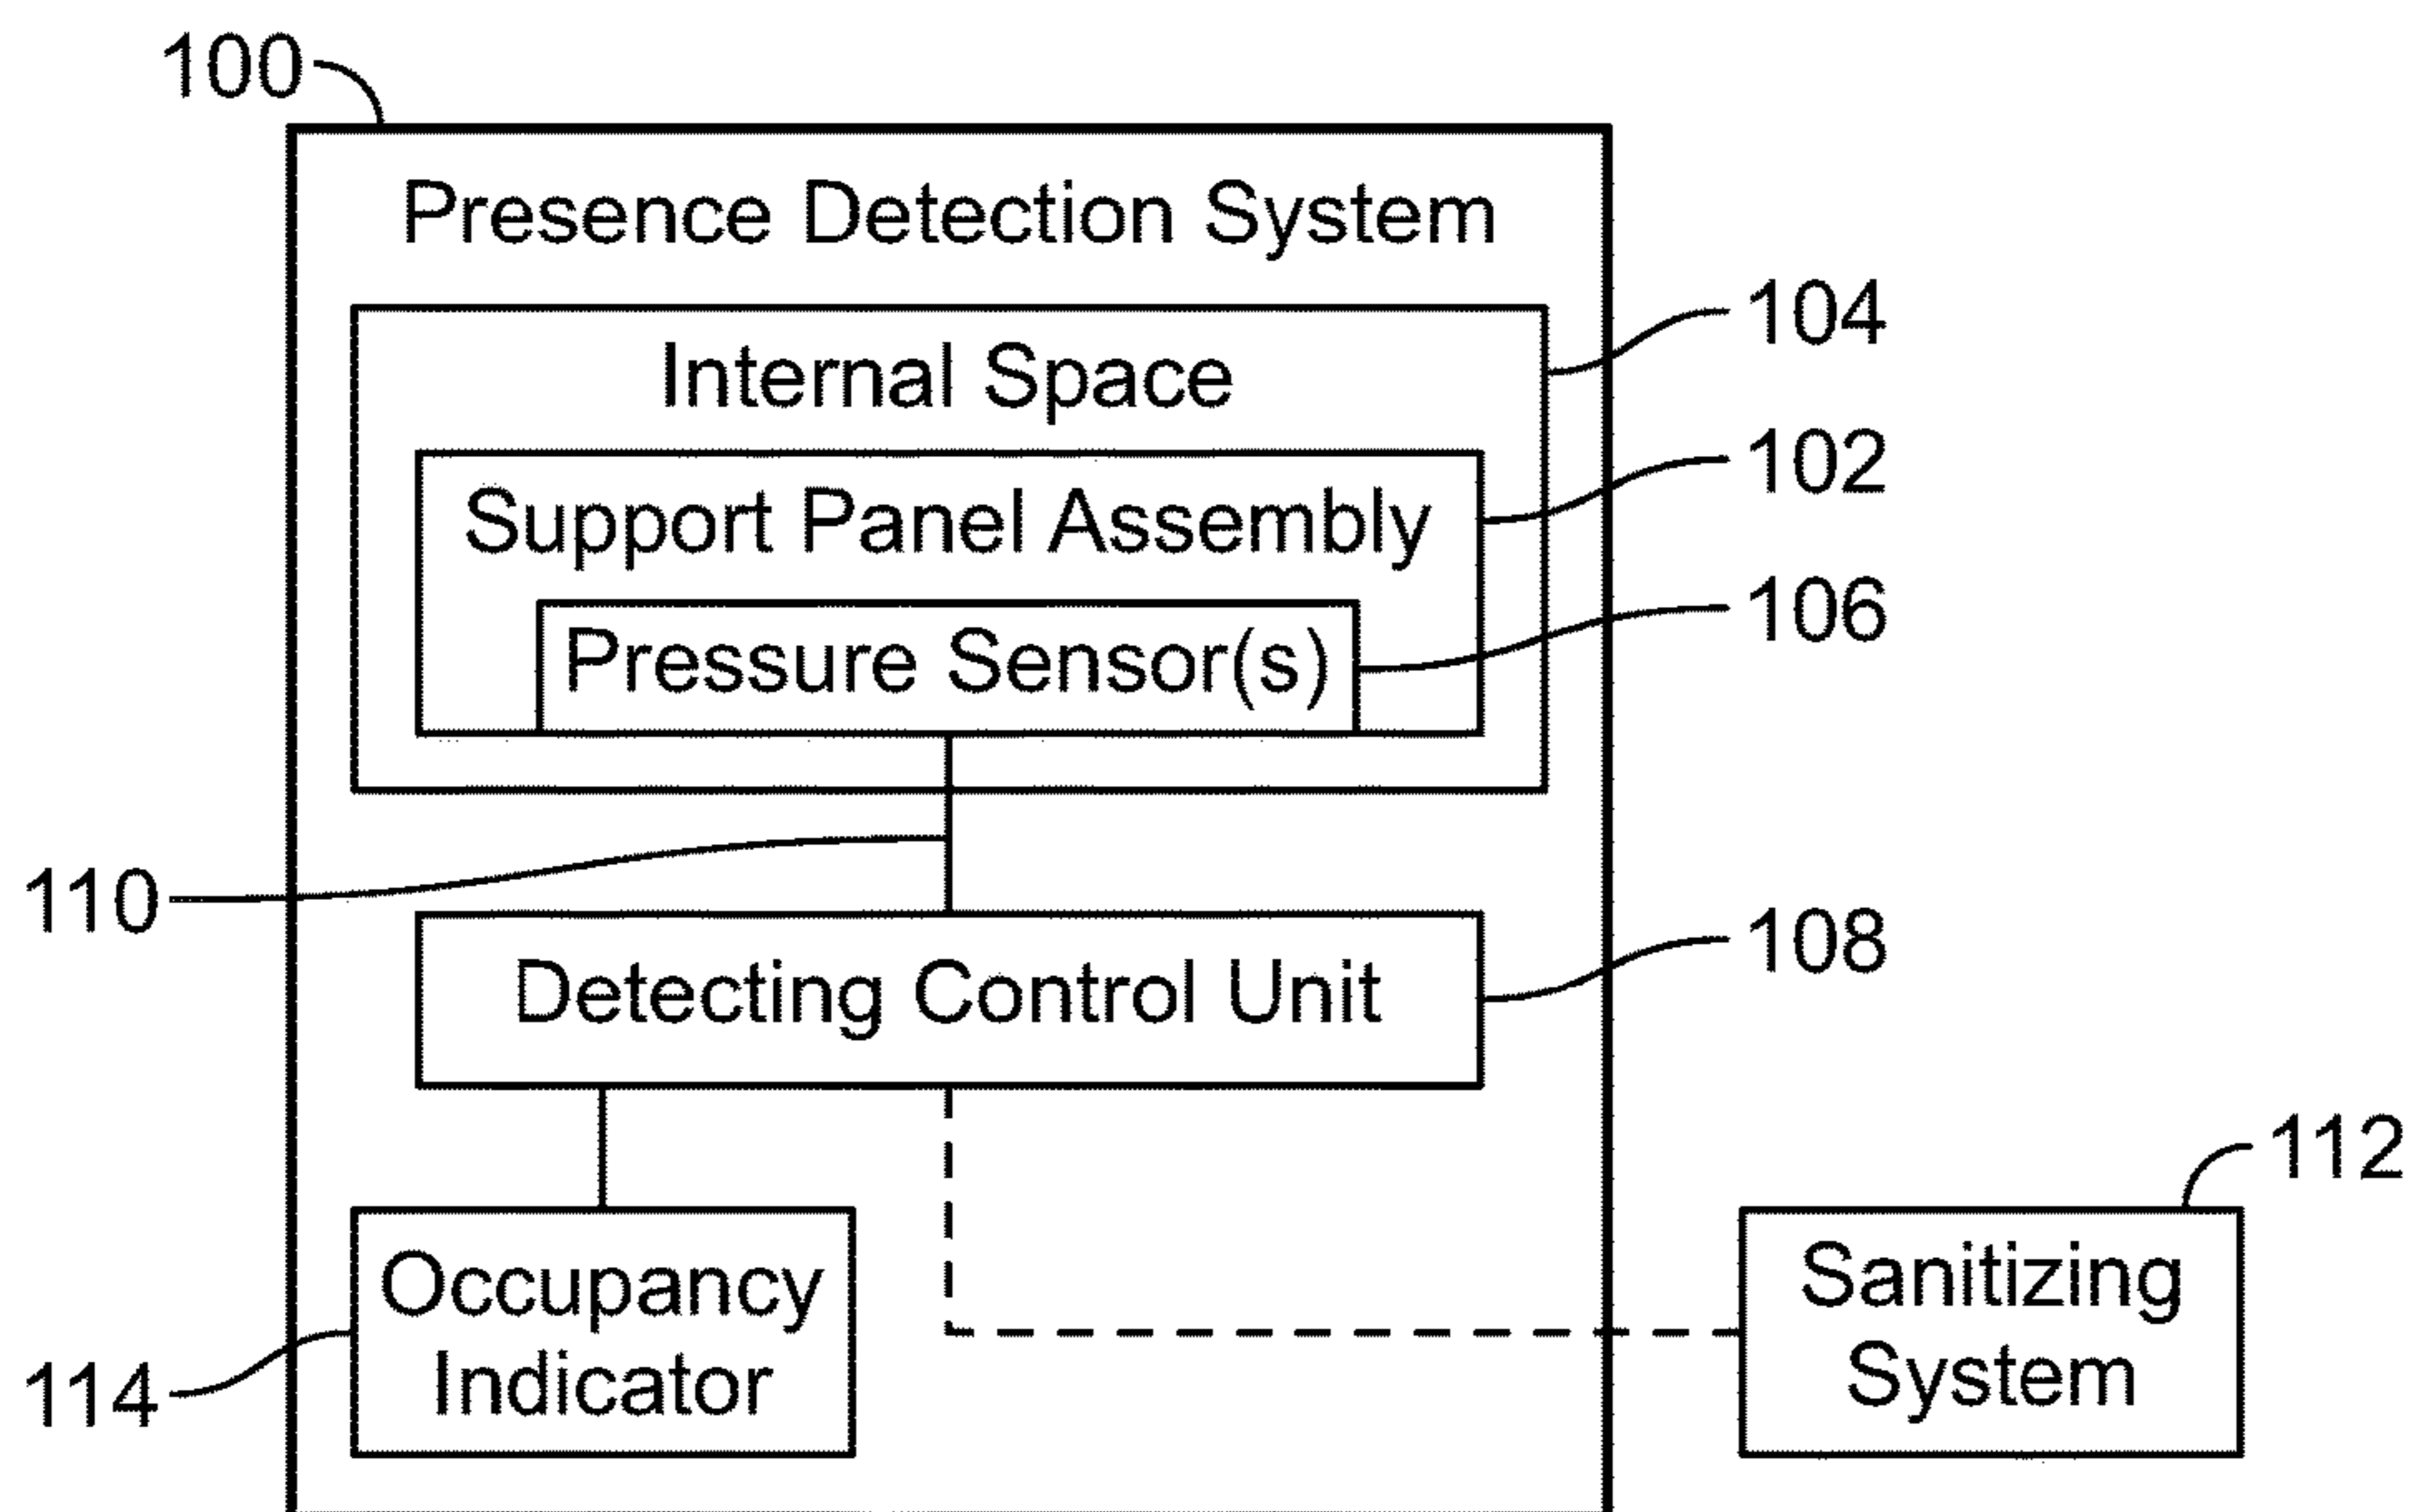 100
Presence Detection System
104
Internal Space
102
Support Panel Assembly
106
Pressure Sensor(s)
110
108
Detecting Control Unit
112
Occupancy
Indicator
Sanitizing
System
114